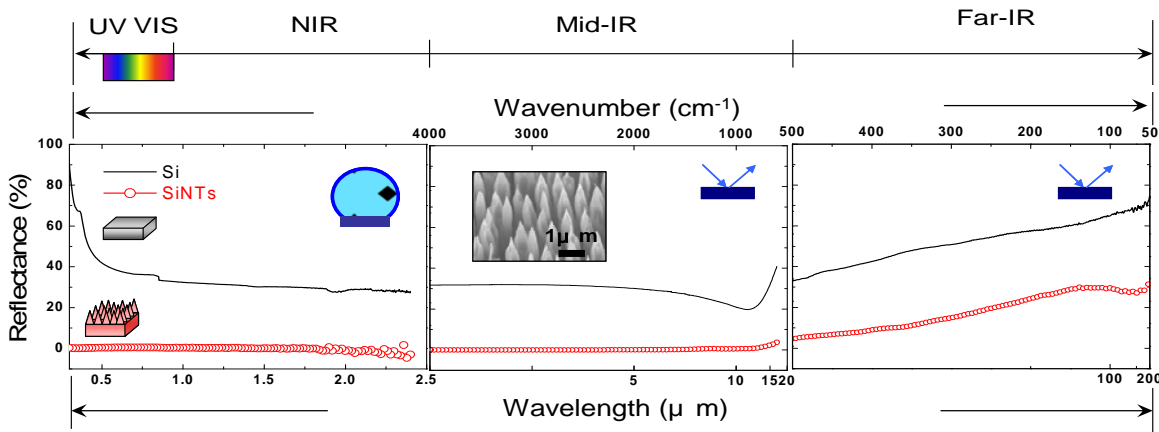 UV VIS NIR Mid-IR Far-IR
Wavenumber (cm-1)
4000 3000 2000 1000 500 400 300 200 100 50
Reflectance (%)
100
80
60
40
20
0
Si
SiNTs
1µ m
0.5 1.0 1.5 2.0 2.5 5 10 15 20 100 200
Wavelength (µ m)